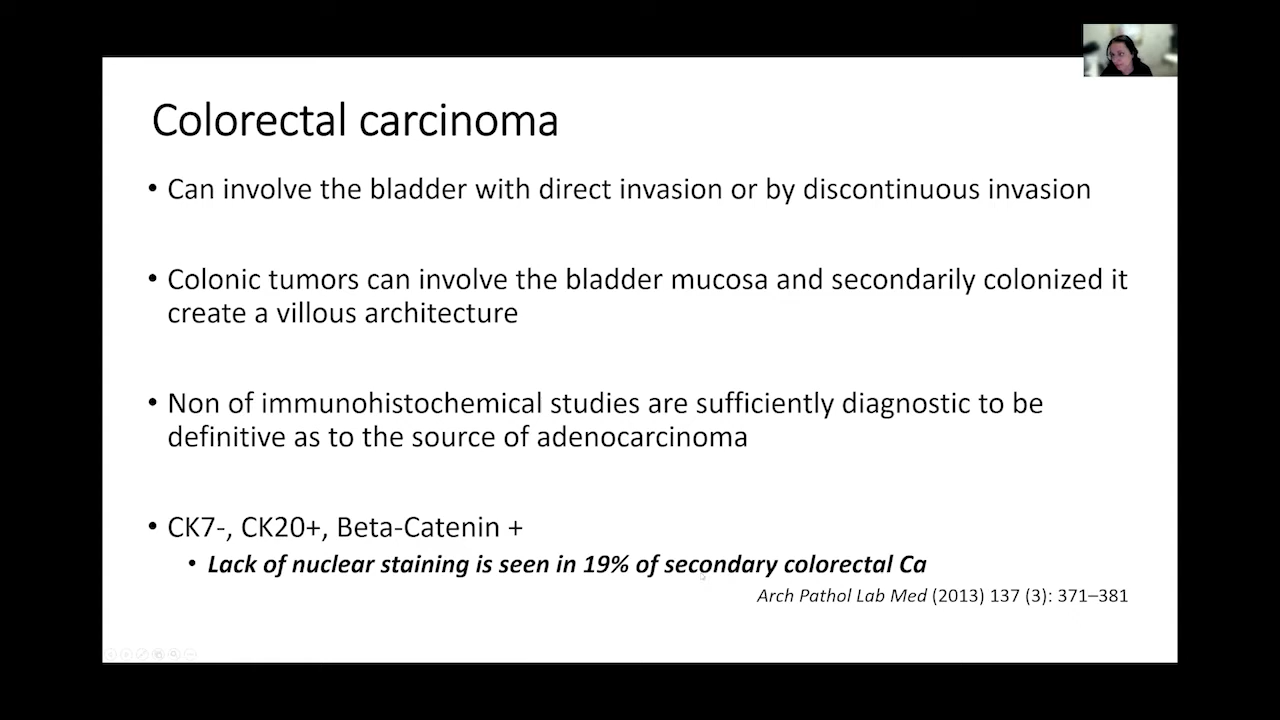 Colorectal carcinoma
• Can involve the bladder with direct invasion or by discontinuous invasion
• Colonic tumors can involve the bladder mucosa and secondarily colonized it
create a villous architecture
• Non of immunohistochemical studies are sufficiently diagnostic to be
definitive as to the source of adenocarcinoma
• CK7-, CK20+, Beta-Catenin +
• Lack of nuclear staining is seen in 19% of secondary colorectal Ca
Arch Pathol Lab Med (2013) 137 (3): 371–381